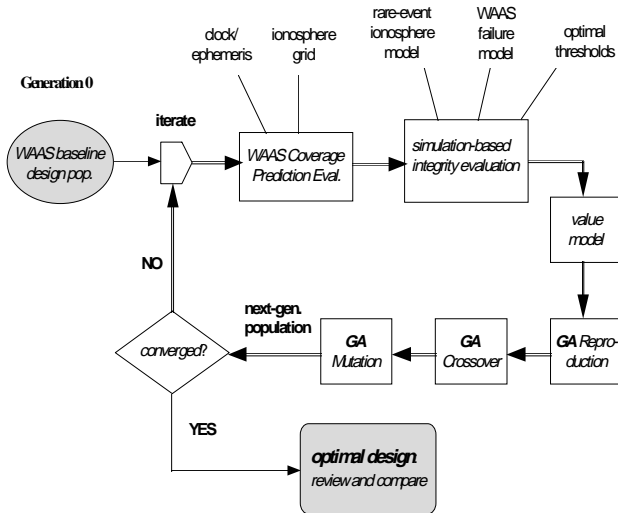 clock/
ephemeris
ionosphere
grid
rare-event
ionosphere
model
WAAS
failure
model
optimal
thresholds
Generation 0
iterate
WAAS baseline
design pop.
WAAS Coverage
Prediction Eval.
simulation-based
integrity evaluation
value
model
NO
next-gen.
population
converged?
GA
Mutation
GA
Crossover
GA Repro-
duction
YES
optimal design:
review and compare